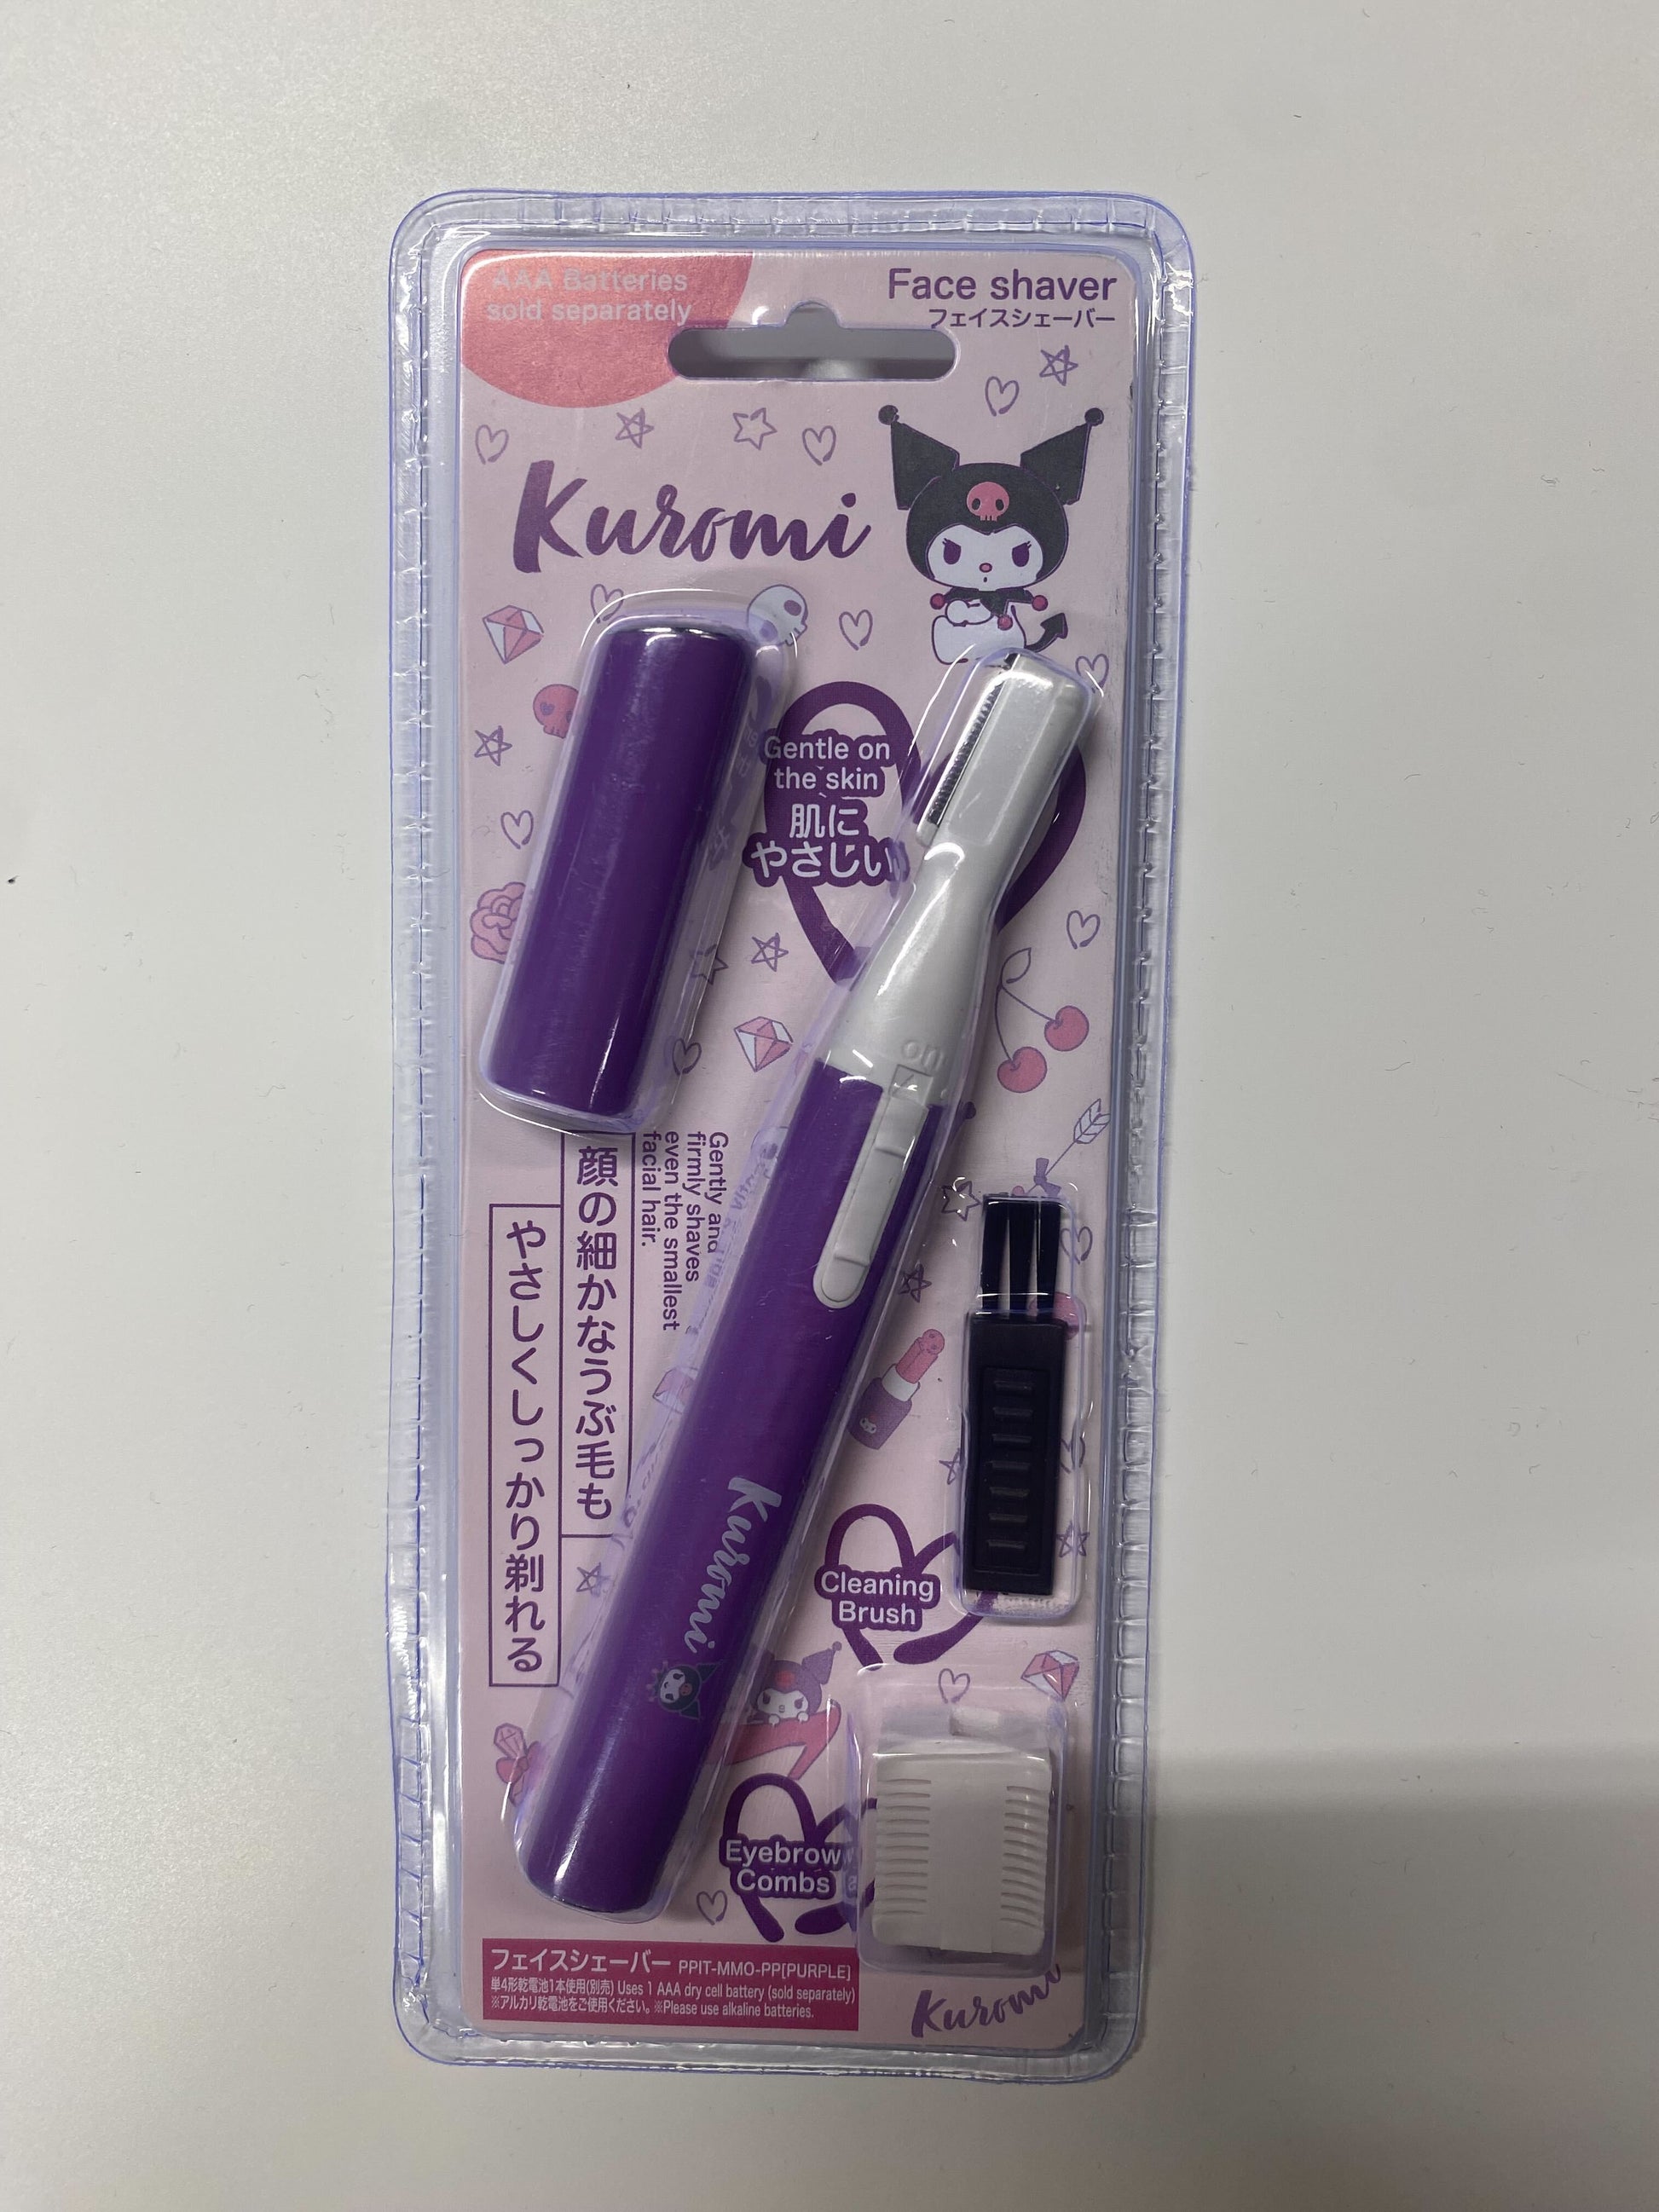 AAA Batteries
sold separately
Face shaver
フェイスシェーバー
Kuromi
Gentle on
the skin
肌に
やさしい
on
Gently and
firmly shaves
even the smallest
facial hair.
顔の細かなうぶ毛も
やさしくしっかり剃れる
Kuromi
Cleaning
Brush
Eyebrow
Combs
フェイスシェーバー PPIT-MMO-PP[PURPLE]
単4形乾電池1本使用(別売) Uses 1 AAA dry cell battery (sold separately)
※アルカリ乾電池をご使用ください。※Please use alkaline batteries.
Kuromi